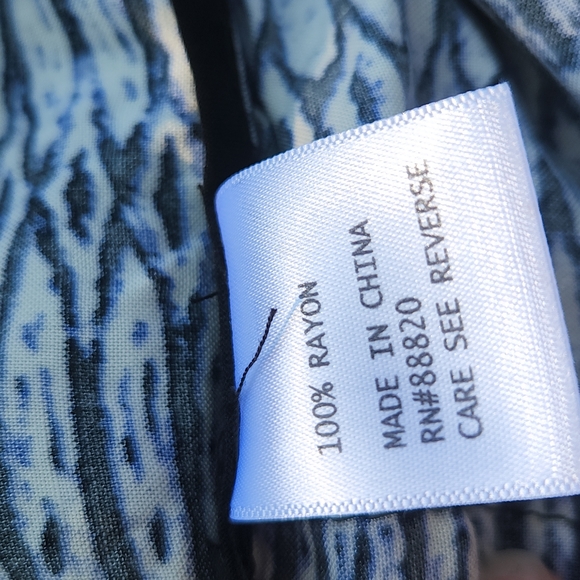 100% RAYON
MADE IN CHINA
RN#88820
CARE SEE REVERSE